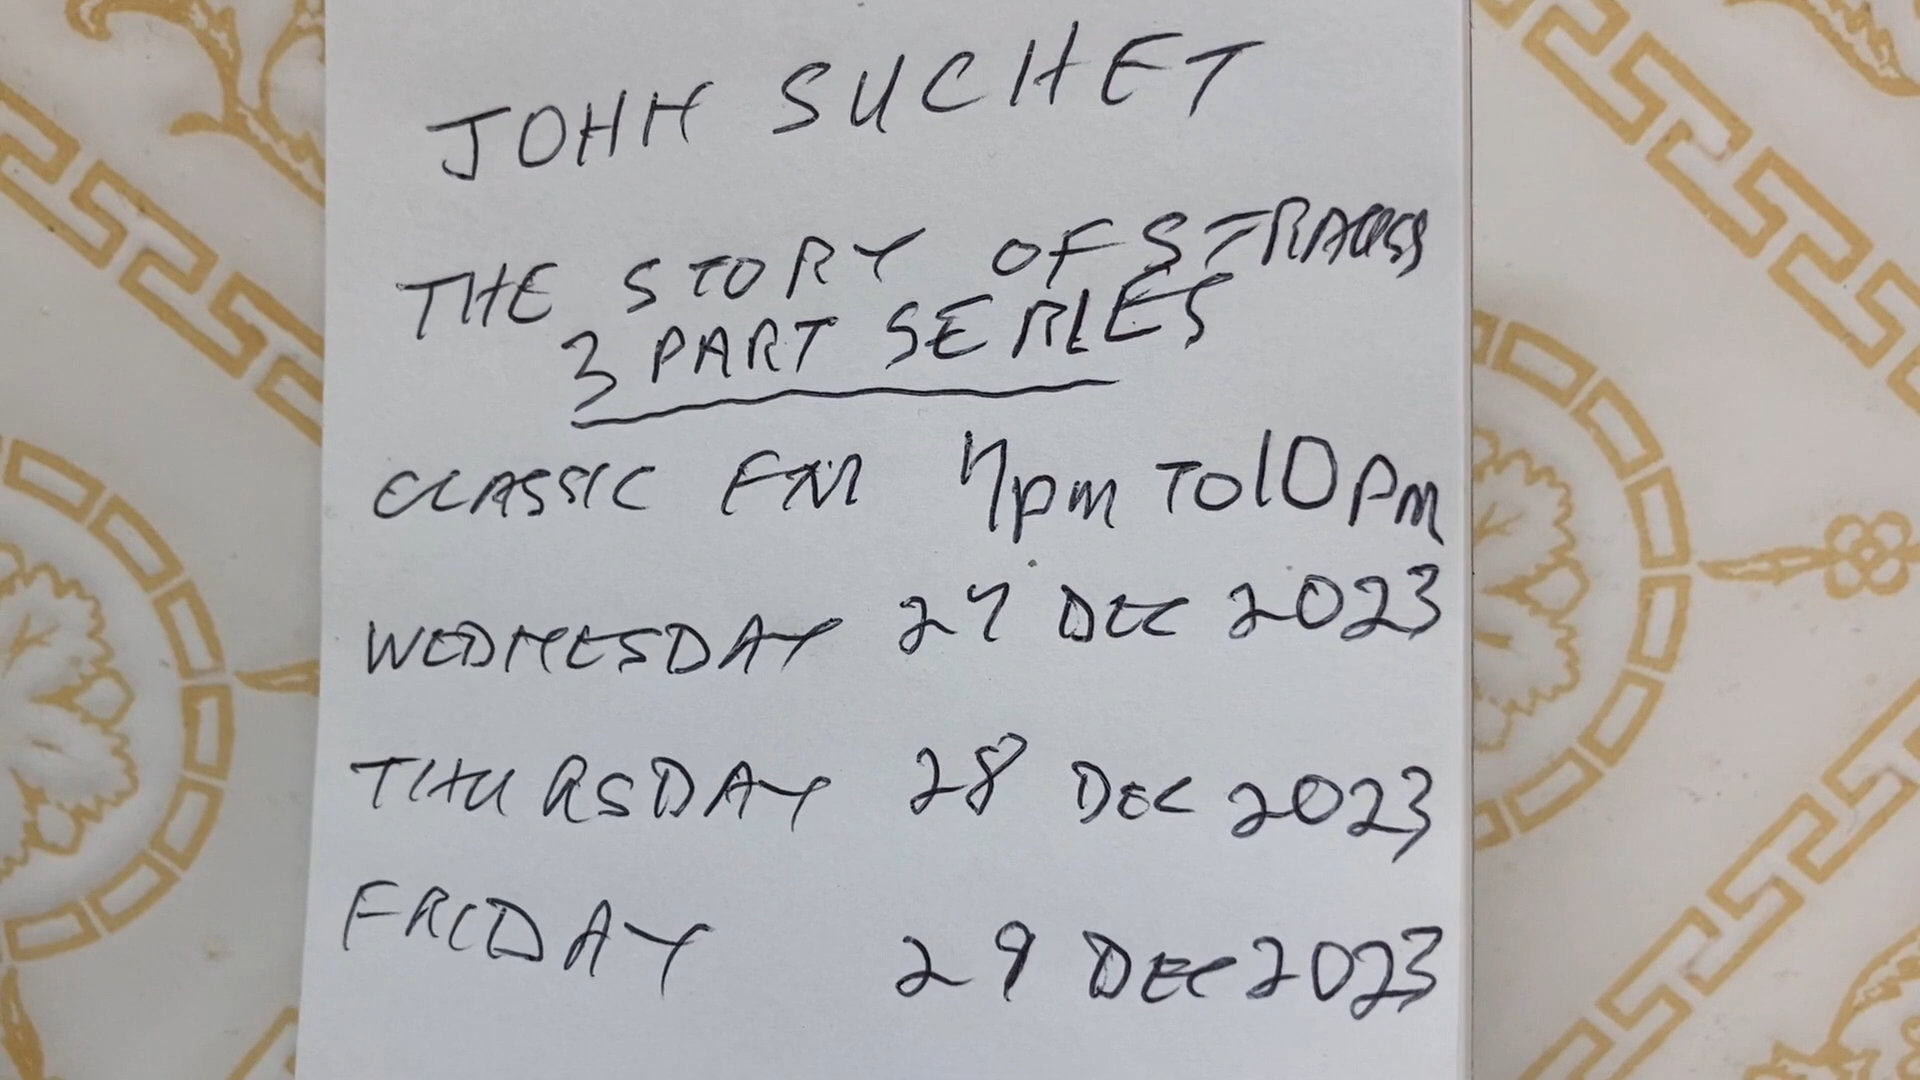 JOHN SUCHET
THE STORY OF STRAUSS
3 PART SERIES
CLASSIC FM 7pm TO 10pm
WEDNESDAY 27 DEC 2023
THURSDAY 28 DEC 2023
FRIDAY 29 DEC 2023